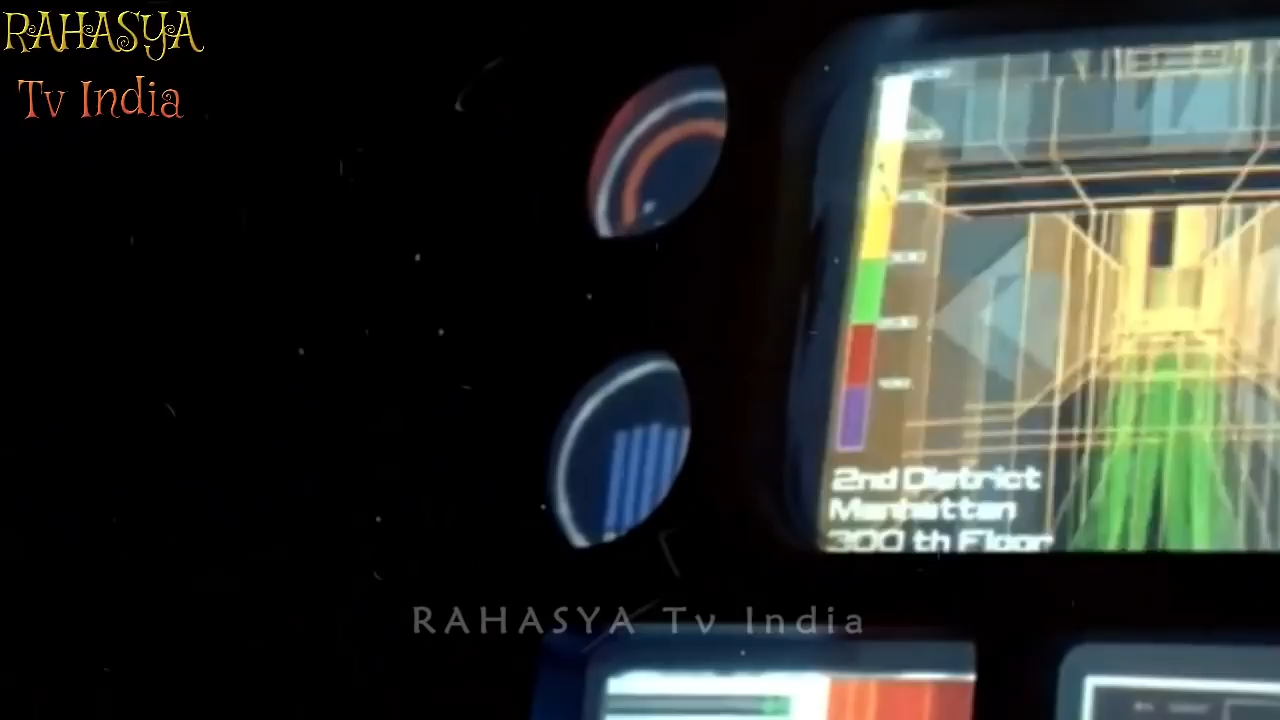 RAHASYA
Tv India
2nd District
Manhattan
300 th Floor
RAHASYA Tv India